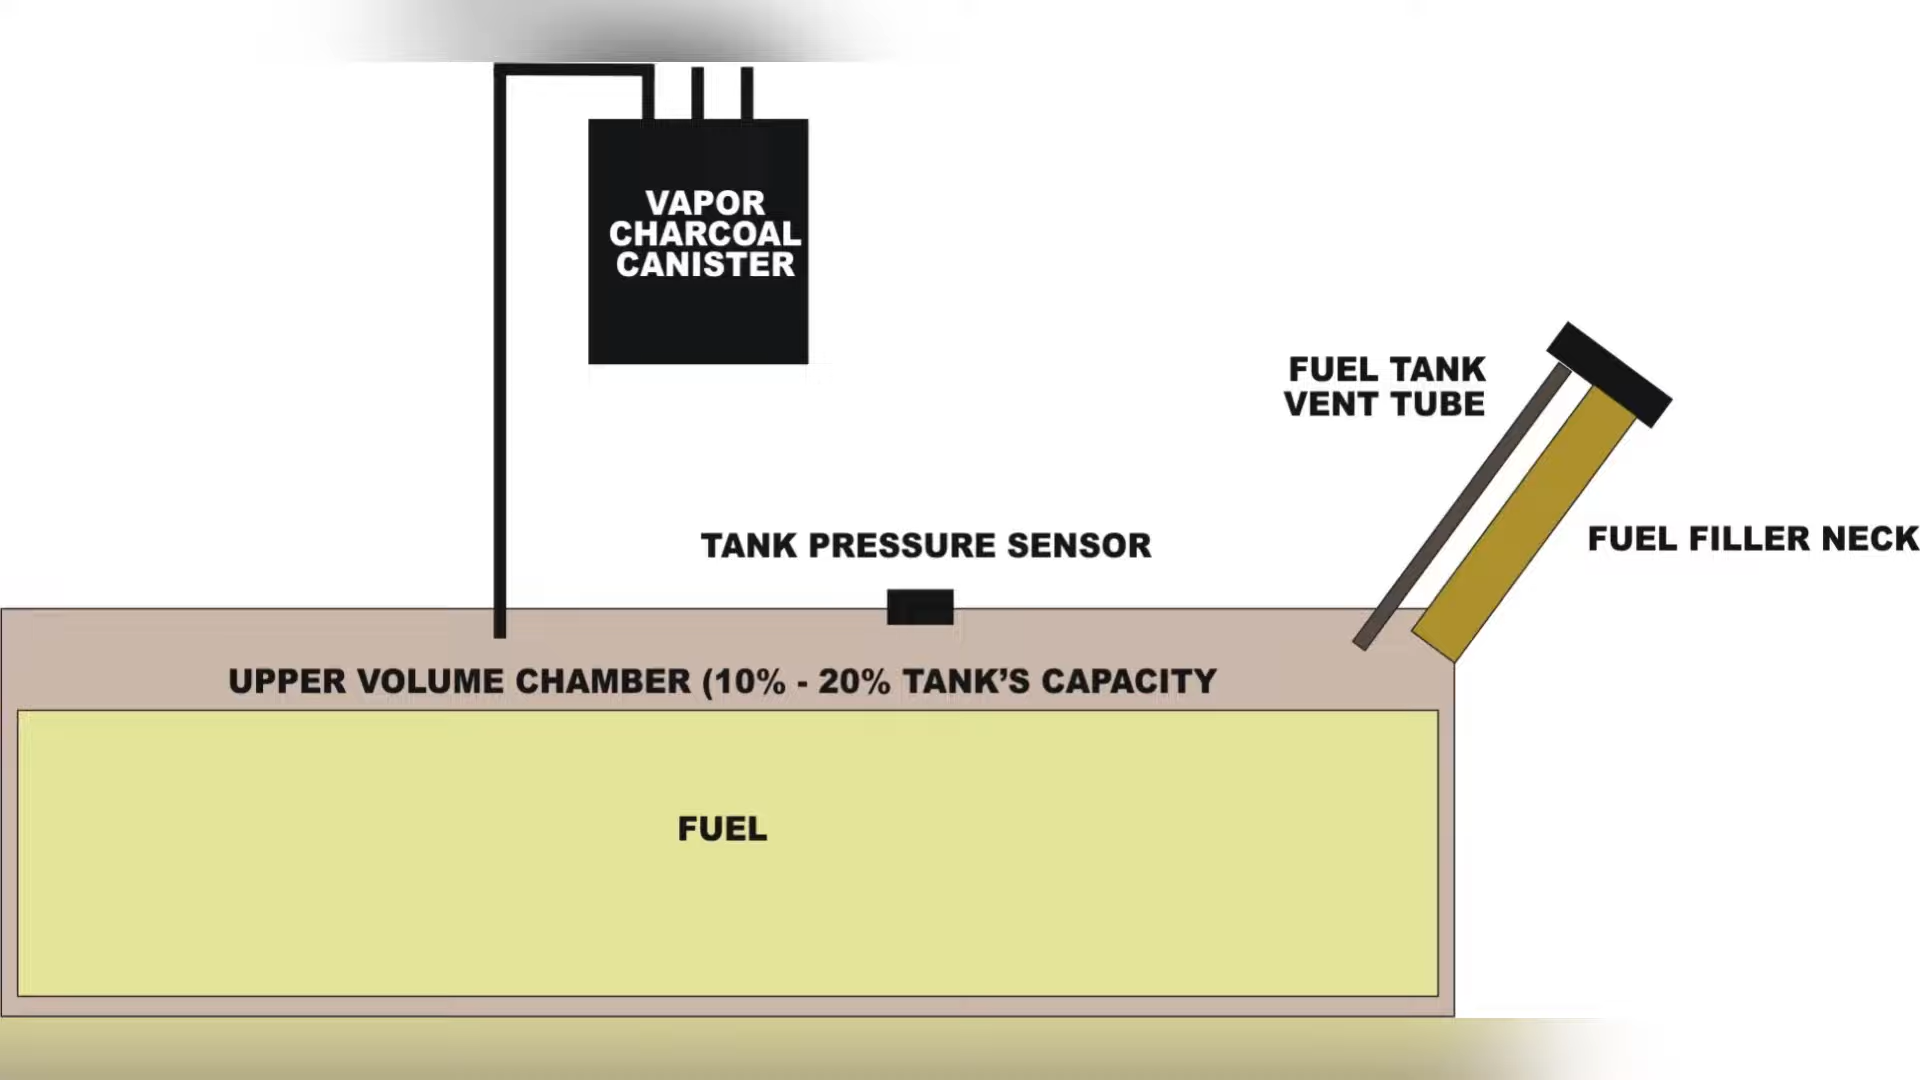 VAPOR
CHARCOAL
CANISTER
FUEL TANK
VENT TUBE
FUEL FILLER NECK
TANK PRESSURE SENSOR
UPPER VOLUME CHAMBER (10% - 20% TANK’S CAPACITY
FUEL